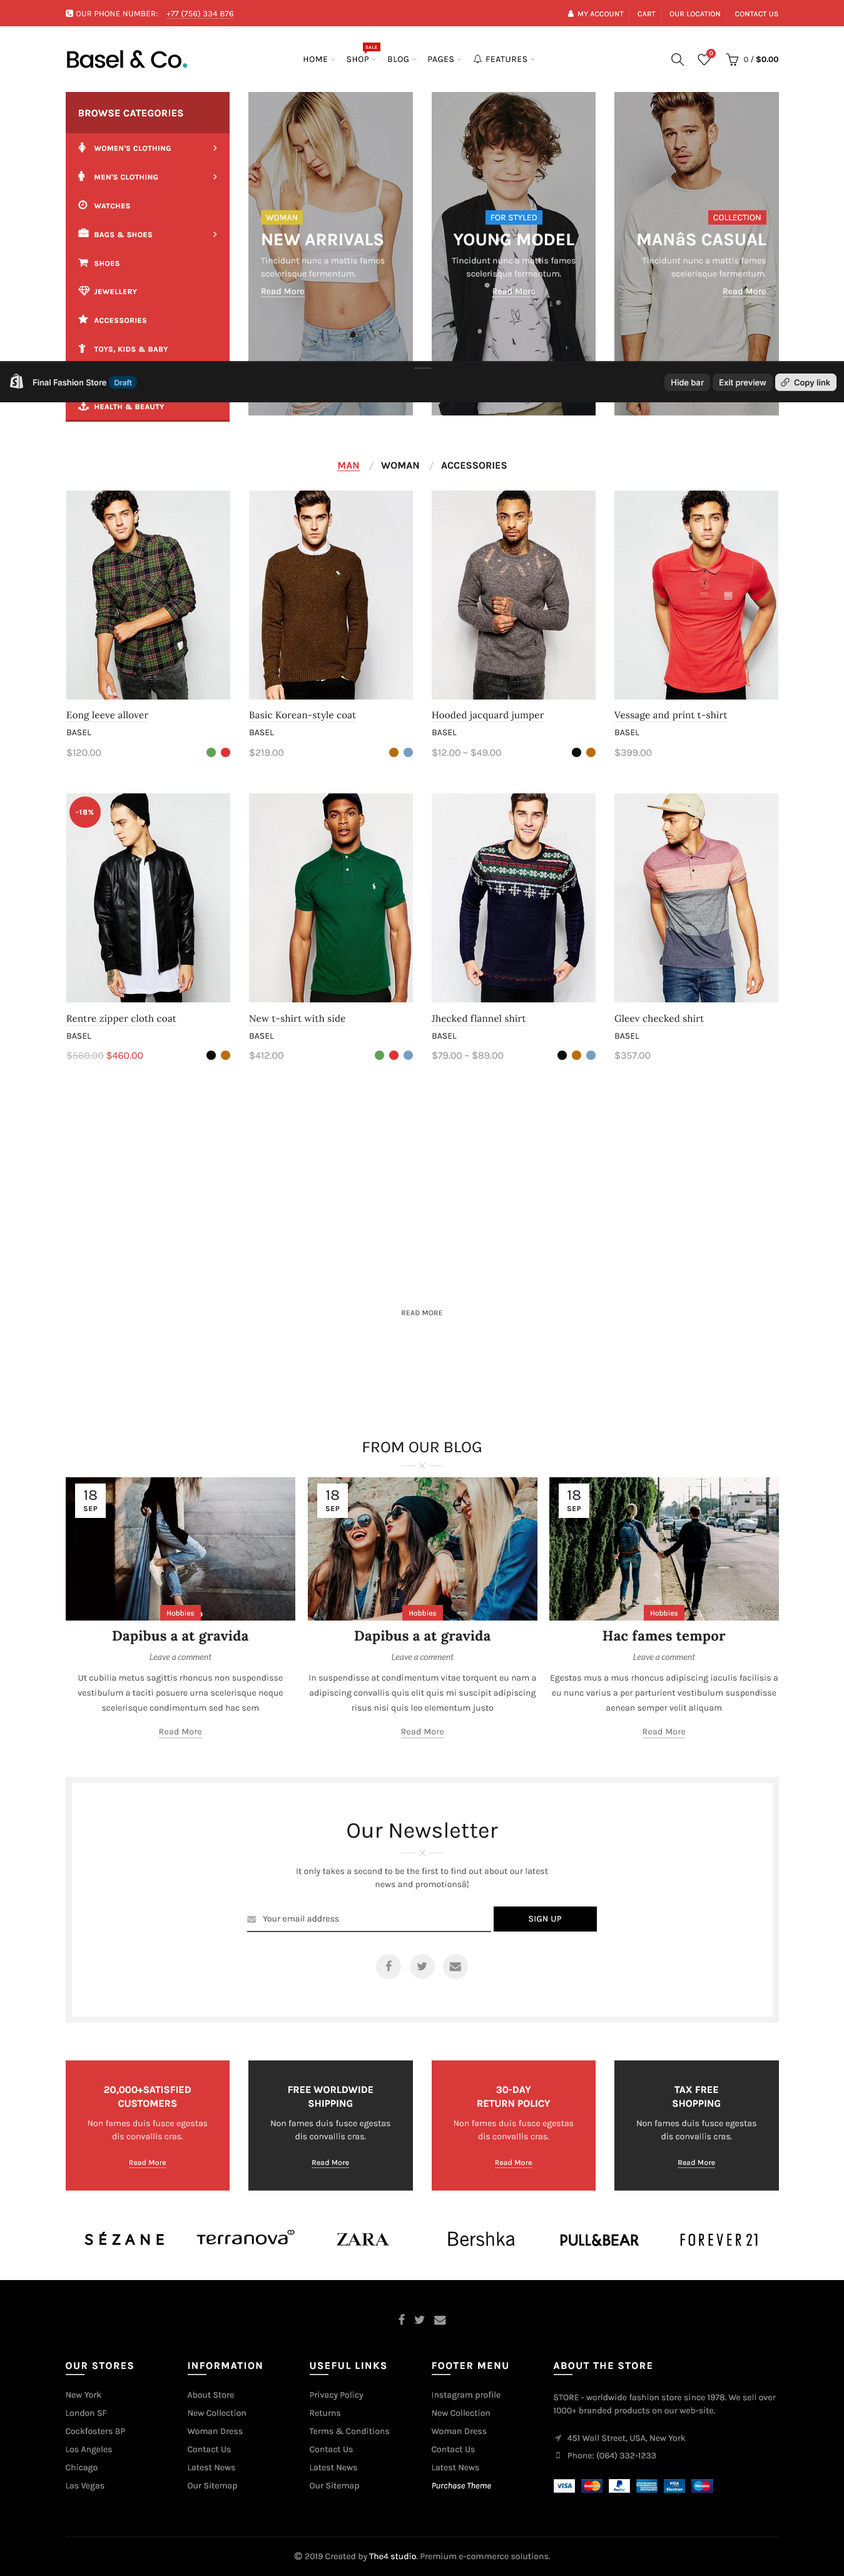 OUR PHONE NUMBER: +77 (756) 334 876
MY ACCOUNT CART OUR LOCATION CONTACT US
Basel & Co.
HOME SHOP BLOG PAGES FEATURES
SALE
0
0 / $0.00
BROWSE CATEGORIES
WOMEN'S CLOTHING
MEN'S CLOTHING
WATCHES
BAGS & SHOES
SHOES
JEWELLERY
ACCESSORIES
TOYS, KIDS & BABY
HEALTH & BEAUTY
WOMAN
NEW ARRIVALS
Tincidunt nunc a mattis fames
scelerisque fermentum.
Read More
FOR STYLED
YOUNG MODEL
Tincidunt nunc a mattis fames
scelerisque fermentum.
Read More
COLLECTION
MANâS CASUAL
Tincidunt nunc a mattis fames
scelerisque fermentum.
Read More
Final Fashion Store Draft
Hide bar Exit preview Copy link
MAN / WOMAN / ACCESSORIES
Eong leeve allover
BASEL
$120.00
Basic Korean-style coat
BASEL
$219.00
Hooded jacquard jumper
BASEL
$12.00 – $49.00
Vessage and print t-shirt
BASEL
$399.00
-18%
Rentre zipper cloth coat
BASEL
$560.00 $460.00
New t-shirt with side
BASEL
$412.00
Jhecked flannel shirt
BASEL
$79.00 – $89.00
Gleev checked shirt
BASEL
$357.00
READ MORE
FROM OUR BLOG
18
SEP
Hobbies
Dapibus a at gravida
Leave a comment
Ut cubilia metus sagittis rhoncus non suspendisse
vestibulum a taciti posuere urna scelerisque neque
scelerisque condimentum sed hac sem
Read More
18
SEP
Hobbies
Dapibus a at gravida
Leave a comment
In suspendisse at condimentum vitae torquent eu nam a
adipiscing convallis quis elit quis mi suscipit adipiscing
risus nisi quis leo elementum justo
Read More
18
SEP
Hobbies
Hac fames tempor
Leave a comment
Egestas mus a mus rhoncus adipiscing iaculis facilisis a
eu nunc varius a per parturient vestibulum suspendisse
aenean semper velit aliquam
Read More
Our Newsletter
It only takes a second to be the first to find out about our latest
news and promotionsâ¦
Your email address
SIGN UP
20,000+SATISFIED
CUSTOMERS
Non fames duis fusce egestas
dis convallis cras.
Read More
FREE WORLDWIDE
SHIPPING
Non fames duis fusce egestas
dis convallis cras.
Read More
30-DAY
RETURN POLICY
Non fames duis fusce egestas
dis convallis cras.
Read More
TAX FREE
SHOPPING
Non fames duis fusce egestas
dis convallis cras.
Read More
SÉZANE terranova ZARA Bershka PULL&BEAR FOREVER 21
OUR STORES
New York
London SF
Cockfosters BP
Los Angeles
Chicago
Las Vegas
INFORMATION
About Store
New Collection
Woman Dress
Contact Us
Latest News
Our Sitemap
USEFUL LINKS
Privacy Policy
Returns
Terms & Conditions
Contact Us
Latest News
Our Sitemap
FOOTER MENU
Instagram profile
New Collection
Woman Dress
Contact Us
Latest News
Purchase Theme
ABOUT THE STORE
STORE - worldwide fashion store since 1978. We sell over
1000+ branded products on our web-site.
451 Wall Street, USA, New York
Phone: (064) 332-1233
VISA
© 2019 Created by The4 studio. Premium e-commerce solutions.